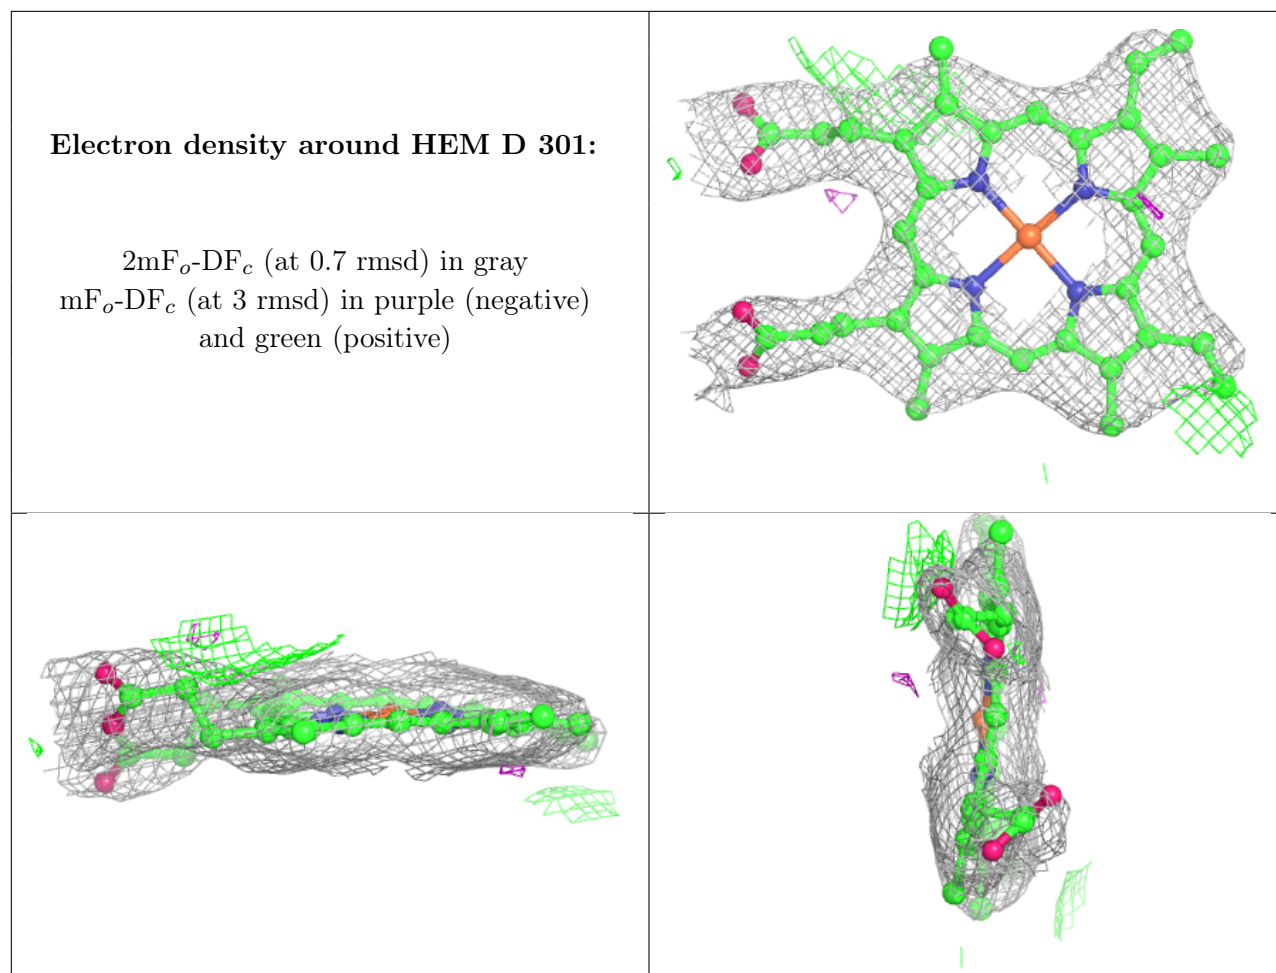 Electron density around HEM D 301:
2mFo-DFc (at 0.7 rmsd) in gray
mFo-DFc (at 3 rmsd) in purple (negative)
and green (positive)